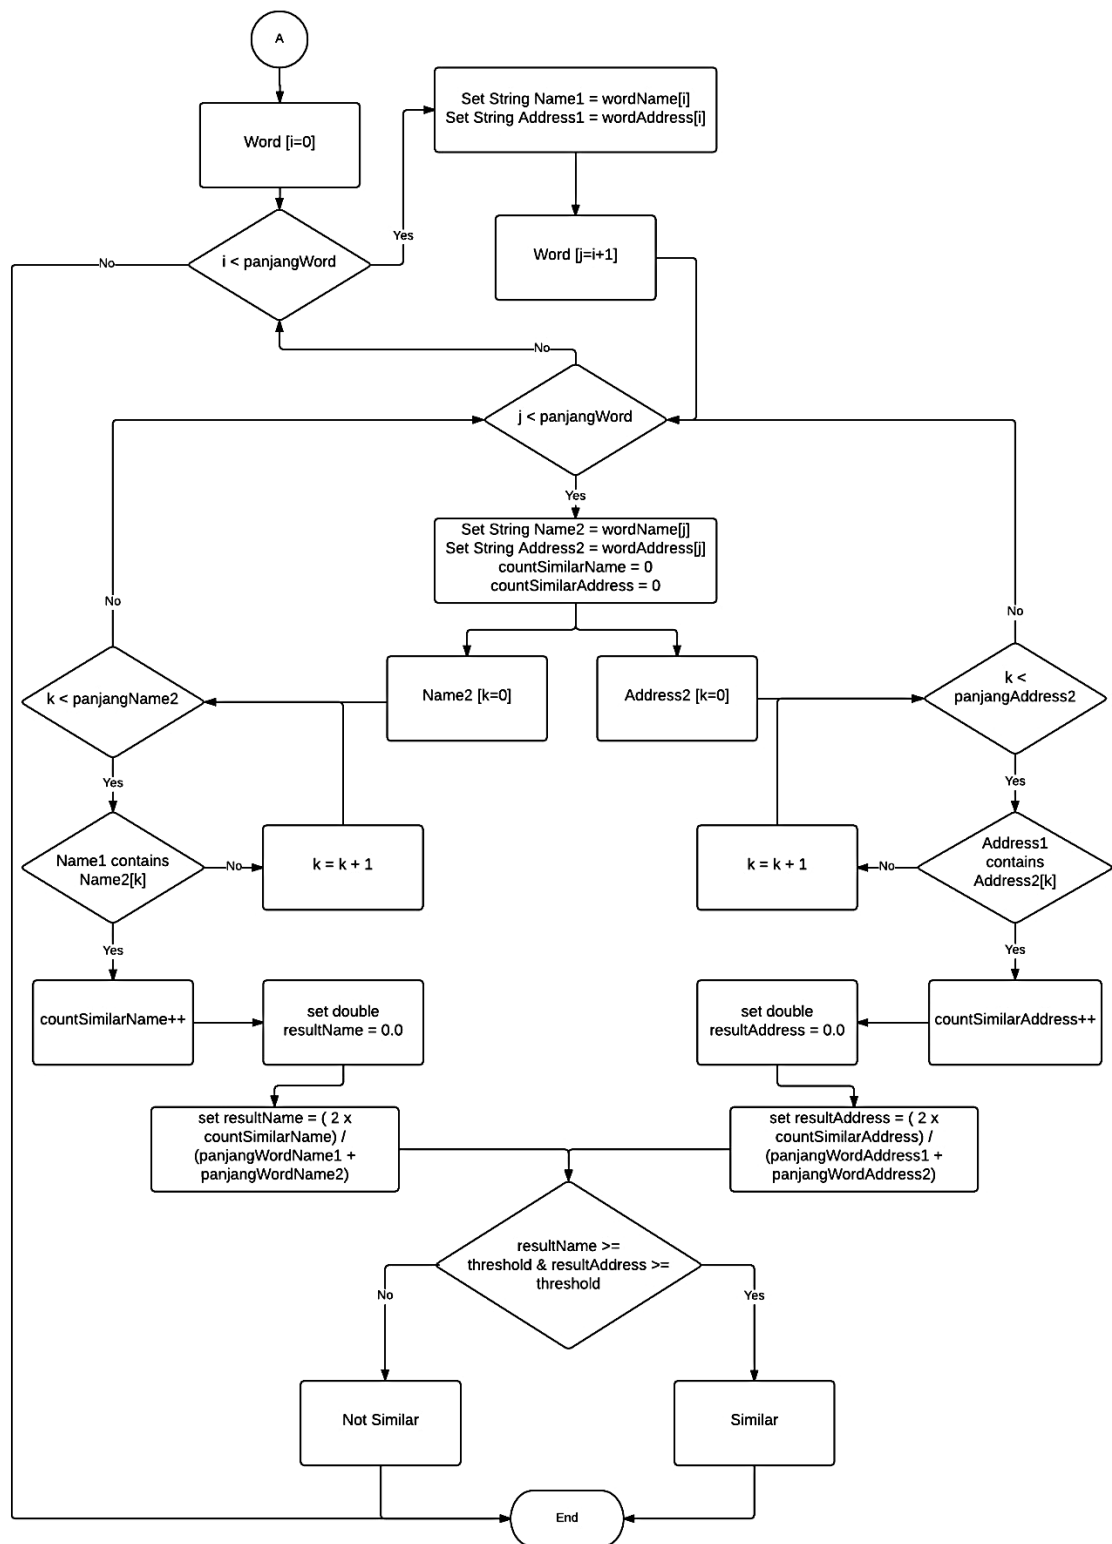 A
Set String Name1 = wordName[i]
Set String Address1 = wordAddress[i]
Word [i=0]
Yes
Word [j=i+1]
No
i < panjangWord
No
j < panjangWord
Yes
Set String Name2 = wordName[j]
Set String Address2 = wordAddress[j]
countSimilarName = 0
countSimilarAddress = 0
No
No
k < panjangName2
Name2 [k=0]
Address2 [k=0]
k <
panjangAddress2
Yes
Yes
Name1 contains
Name2[k]
No
k = k + 1
k = k + 1
No
Address1
contains
Address2[k]
Yes
Yes
countSimilarName++
set double
resultName = 0.0
set double
resultAddress = 0.0
countSimilarAddress++
set resultName = ( 2 x
countSimilarName) /
(panjangWordName1 +
panjangWordName2)
set resultAddress = ( 2 x
countSimilarAddress) /
(panjangWordAddress1 +
panjangWordAddress2)
resultName >=
threshold & resultAddress >=
threshold
No
Yes
Not Similar
Similar
End